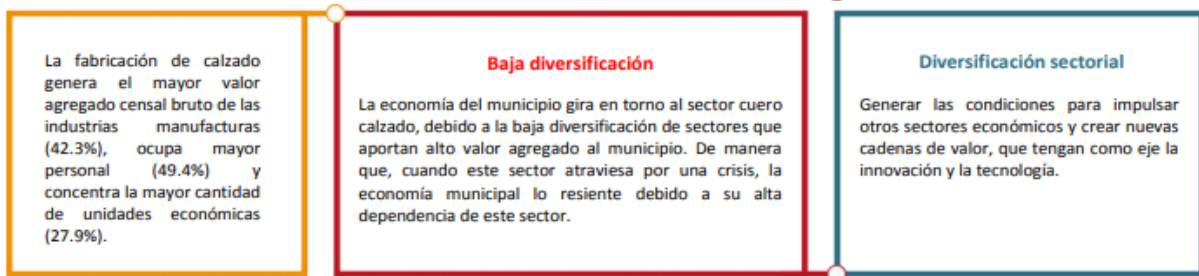 La fabricación de calzado
genera el mayor valor
agregado censal bruto de las
industrias manufacturas
(42.3%), ocupa mayor
personal (49.4%) y
concentra la mayor cantidad
de unidades económicas
(27.9%).
Baja diversificación
La economía del municipio gira en torno al sector cuero
calzado, debido a la baja diversificación de sectores que
aportan alto valor agregado al municipio. De manera
que, cuando este sector atraviesa por una crisis, la
economía municipal lo resiente debido a su alta
dependencia de este sector.
Diversificación sectorial
Generar las condiciones para impulsar
otros sectores económicos y crear nuevas
cadenas de valor, que tengan como eje la
innovación y la tecnología.